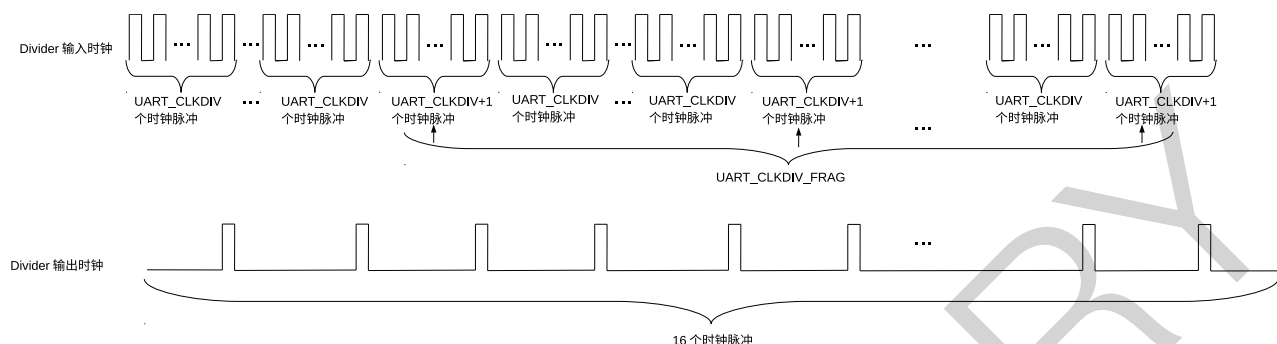 Divider 输入时钟
... ... ... ... ... ... ... ... ... ... ...
UART_CLKDIV ... UART_CLKDIV UART_CLKDIV+1 UART_CLKDIV ... UART_CLKDIV UART_CLKDIV+1 UART_CLKDIV UART_CLKDIV+1
个时钟脉冲 个时钟脉冲 个时钟脉冲 个时钟脉冲 个时钟脉冲 个时钟脉冲 ... 个时钟脉冲 个时钟脉冲
UART_CLKDIV_FRAG
...
Divider 输出时钟
16 个时钟脉冲
RY